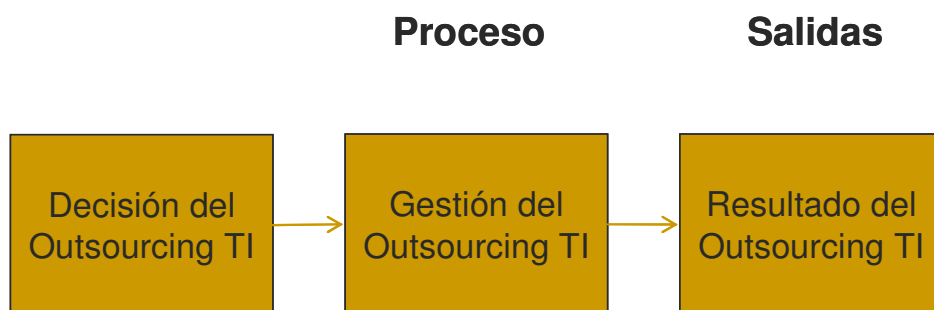 Proceso
Salidas
Decisión del
Outsourcing TI
Gestión del
Outsourcing TI
Resultado del
Outsourcing TI